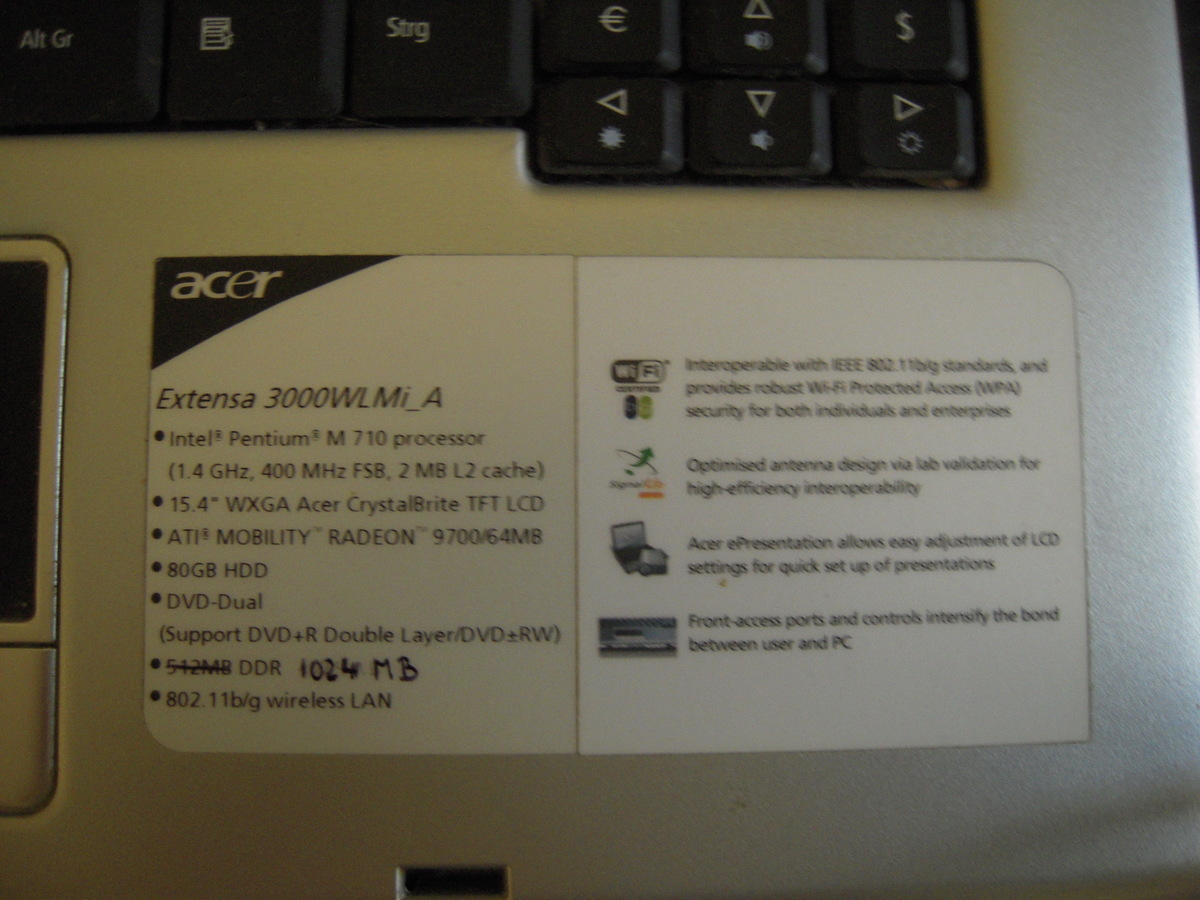 Alt Gr
Strg
€
$
acer
Extensa 3000WLMi_A
• Intel® Pentium® M 710 processor
(1.4 GHz, 400 MHz FSB, 2 MB L2 cache)
• 15.4" WXGA Acer CrystalBrite TFT LCD
• ATI® MOBILITY™ RADEON™ 9700/64MB
• 80GB HDD
• DVD-Dual
(Support DVD+R Double Layer/DVD±RW)
• 512MB DDR 1024 MB
• 802.11b/g wireless LAN
Wi Fi
CERTIFIED
Interoperable with IEEE 802.11b/g standards, and
provides robust Wi-Fi Protected Access (WPA)
security for both individuals and enterprises
Optimised antenna design via lab validation for
high-efficiency interoperability
Acer ePresentation allows easy adjustment of LCD
settings for quick set up of presentations
Front-access ports and controls intensify the bond
between user and PC